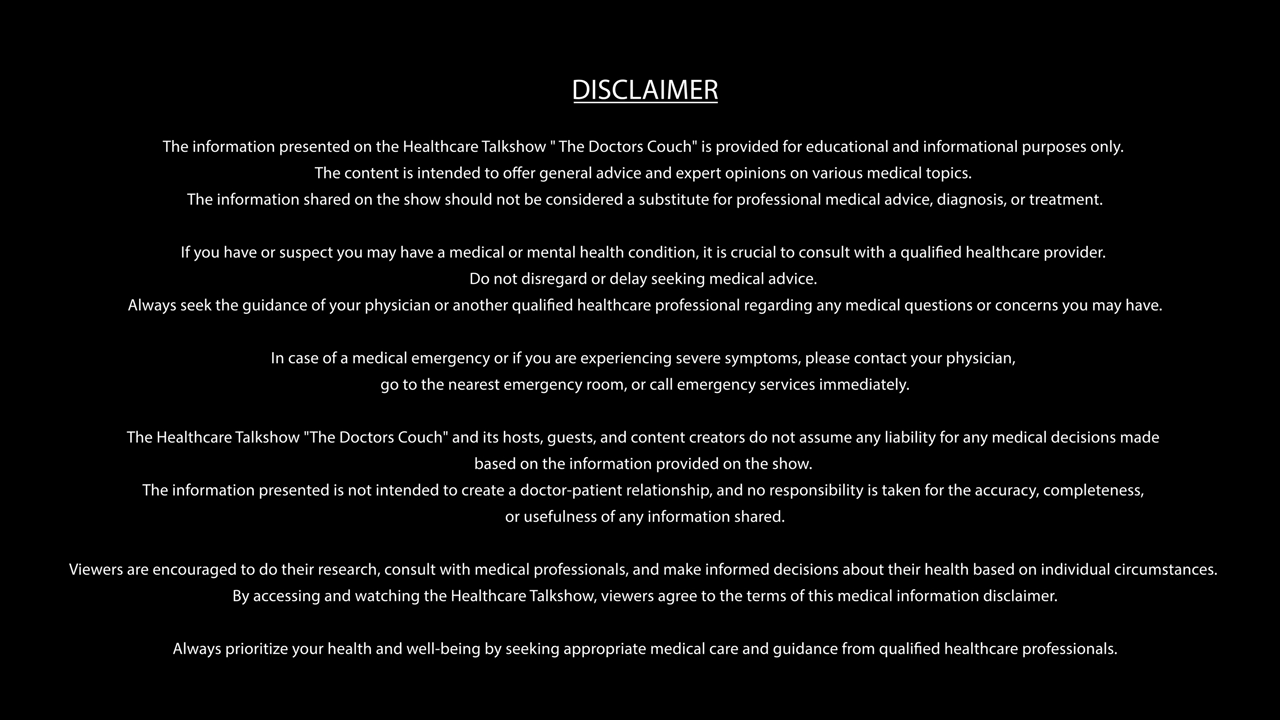 DISCLAIMER
The information presented on the Healthcare Talkshow " The Doctors Couch" is provided for educational and informational purposes only.
The content is intended to offer general advice and expert opinions on various medical topics.
The information shared on the show should not be considered a substitute for professional medical advice, diagnosis, or treatment.
If you have or suspect you may have a medical or mental health condition, it is crucial to consult with a qualified healthcare provider.
Do not disregard or delay seeking medical advice.
Always seek the guidance of your physician or another qualified healthcare professional regarding any medical questions or concerns you may have.
In case of a medical emergency or if you are experiencing severe symptoms, please contact your physician,
go to the nearest emergency room, or call emergency services immediately.
The Healthcare Talkshow "The Doctors Couch" and its hosts, guests, and content creators do not assume any liability for any medical decisions made
based on the information provided on the show.
The information presented is not intended to create a doctor-patient relationship, and no responsibility is taken for the accuracy, completeness,
or usefulness of any information shared.
Viewers are encouraged to do their research, consult with medical professionals, and make informed decisions about their health based on individual circumstances.
By accessing and watching the Healthcare Talkshow, viewers agree to the terms of this medical information disclaimer.
Always prioritize your health and well-being by seeking appropriate medical care and guidance from qualified healthcare professionals.